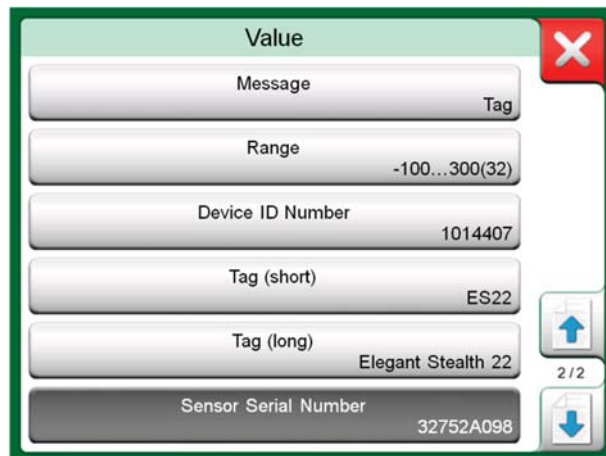 Value
Message
Tag
Range
-100...300(32)
Device ID Number
1014407
Tag (short)
ES22
Tag (long)
Elegant Stealth 22
2/2
Sensor Serial Number
32752A098